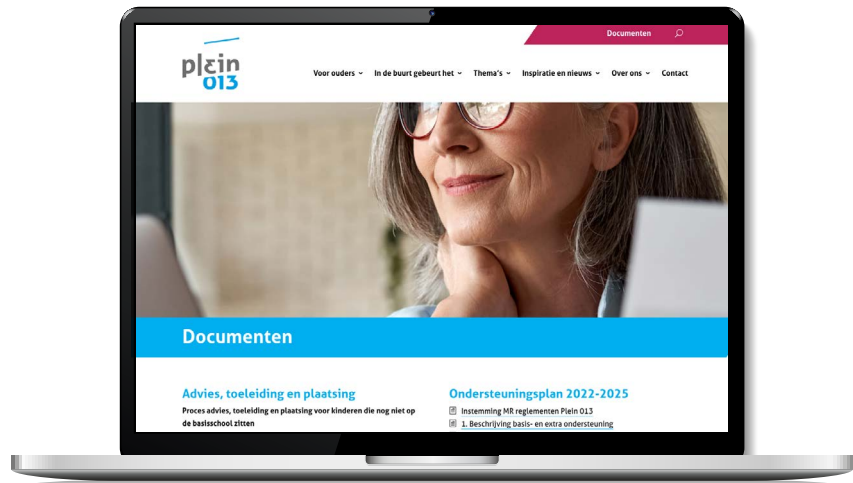 Documenten
plein
013
Voor ouders
In de buurt gebeurt het
Thema's
Inspiratie en nieuws
Over ons
Contact
Documenten
Advies, toeleiding en plaatsing
Proces advies, toeleiding en plaatsing voor kinderen die nog niet op
de basisschool zitten
Ondersteuningsplan 2022-2025
Instemming MR reglementen Plein 013
1. Beschrijving basis- en extra ondersteuning